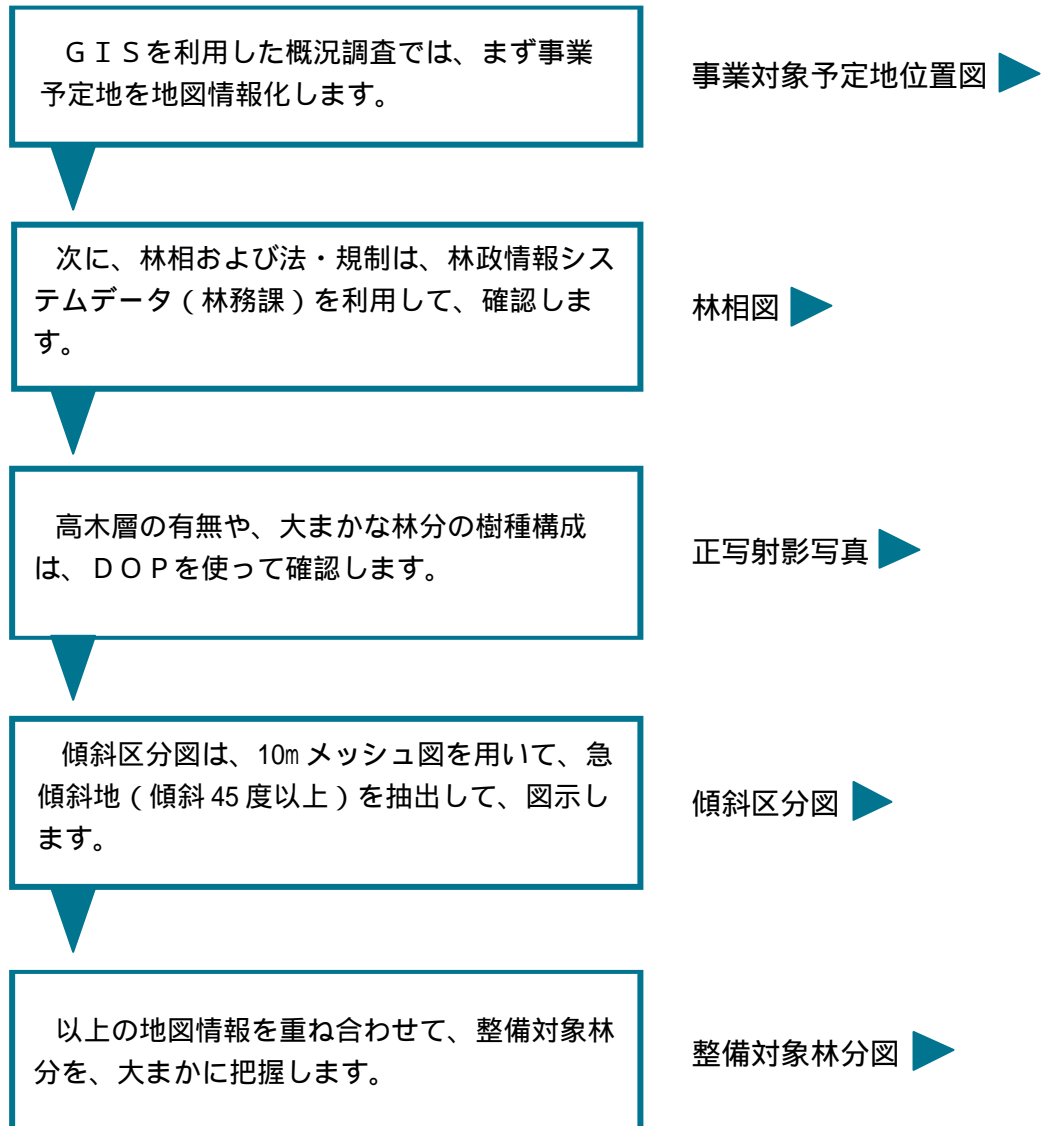 ＧＩＳを利用した概況調査では、まず事業
予定地を地図情報化します。
事業対象予定地位置図
次に、林相および法・規制は、林政情報シス
テムデータ（林務課）を利用して、確認しま
す。
林相図
高木層の有無や、大まかな林分の樹種構成
は、ＤＯＰを使って確認します。
正写射影写真
傾斜区分図は、10mメッシュ図を用いて、急
傾斜地（傾斜45度以上）を抽出して、図示し
ます。
傾斜区分図
以上の地図情報を重ね合わせて、整備対象林
分を、大まかに把握します。
整備対象林分図